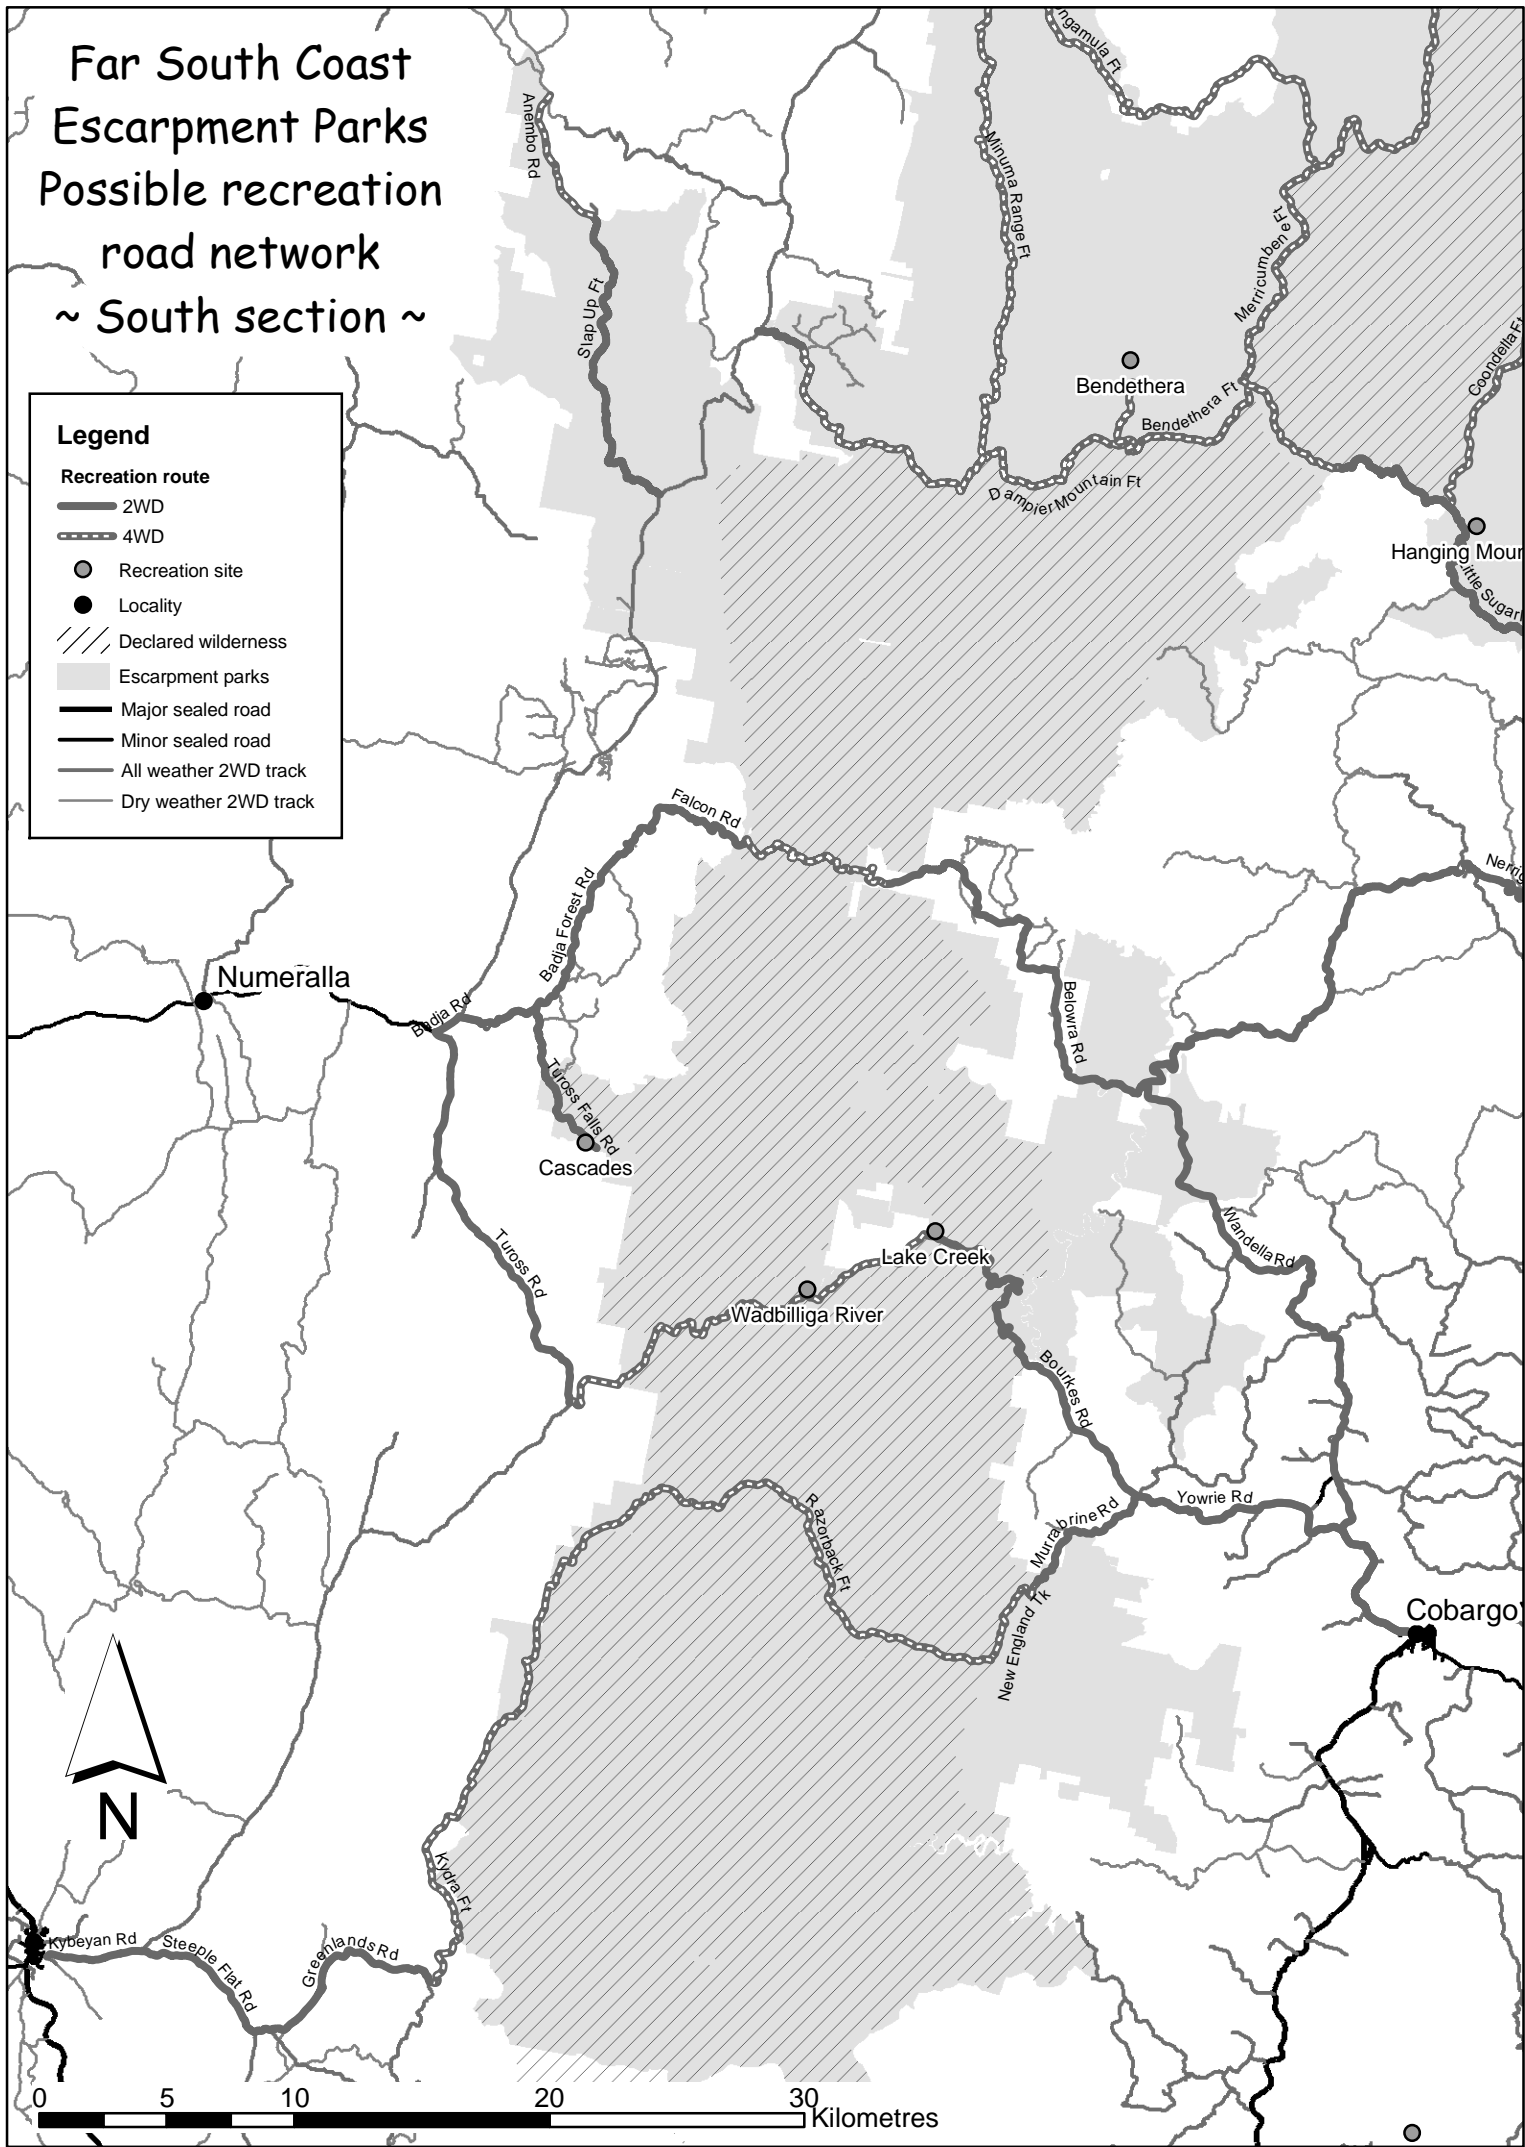 Far South Coast
Escarpment Parks
Possible recreation
road network
~ South section ~
Legend
Recreation route
2WD
4WD
Recreation site
Locality
Declared wilderness
Escarpment parks
Major sealed road
Minor sealed road
All weather 2WD track
Dry weather 2WD track
ongamula Ft
Anembo Rd
Minuma Range Ft
Merricumbene Ft
Slap Up Ft
Coondella Ft
Bendethera
Bendethera Ft
Dampier Mountain Ft
Hanging Moun
Little Sugarl
Falcon Rd
Nerrig
Badja Forest Rd
Numeralla
Badja Rd
Belowra Rd
Tuross Falls Rd
Cascades
Wandella Rd
Tuross Rd
Lake Creek
Wadbilliga River
Bourkes Rd
Razorback Ft
Yowrie Rd
Murrabrine Rd
New England Tk
Cobargo
N
Kydra Ft
Kybeyan Rd
Steeple Flat Rd
Greenlands Rd
0 5 10 20 30
Kilometres